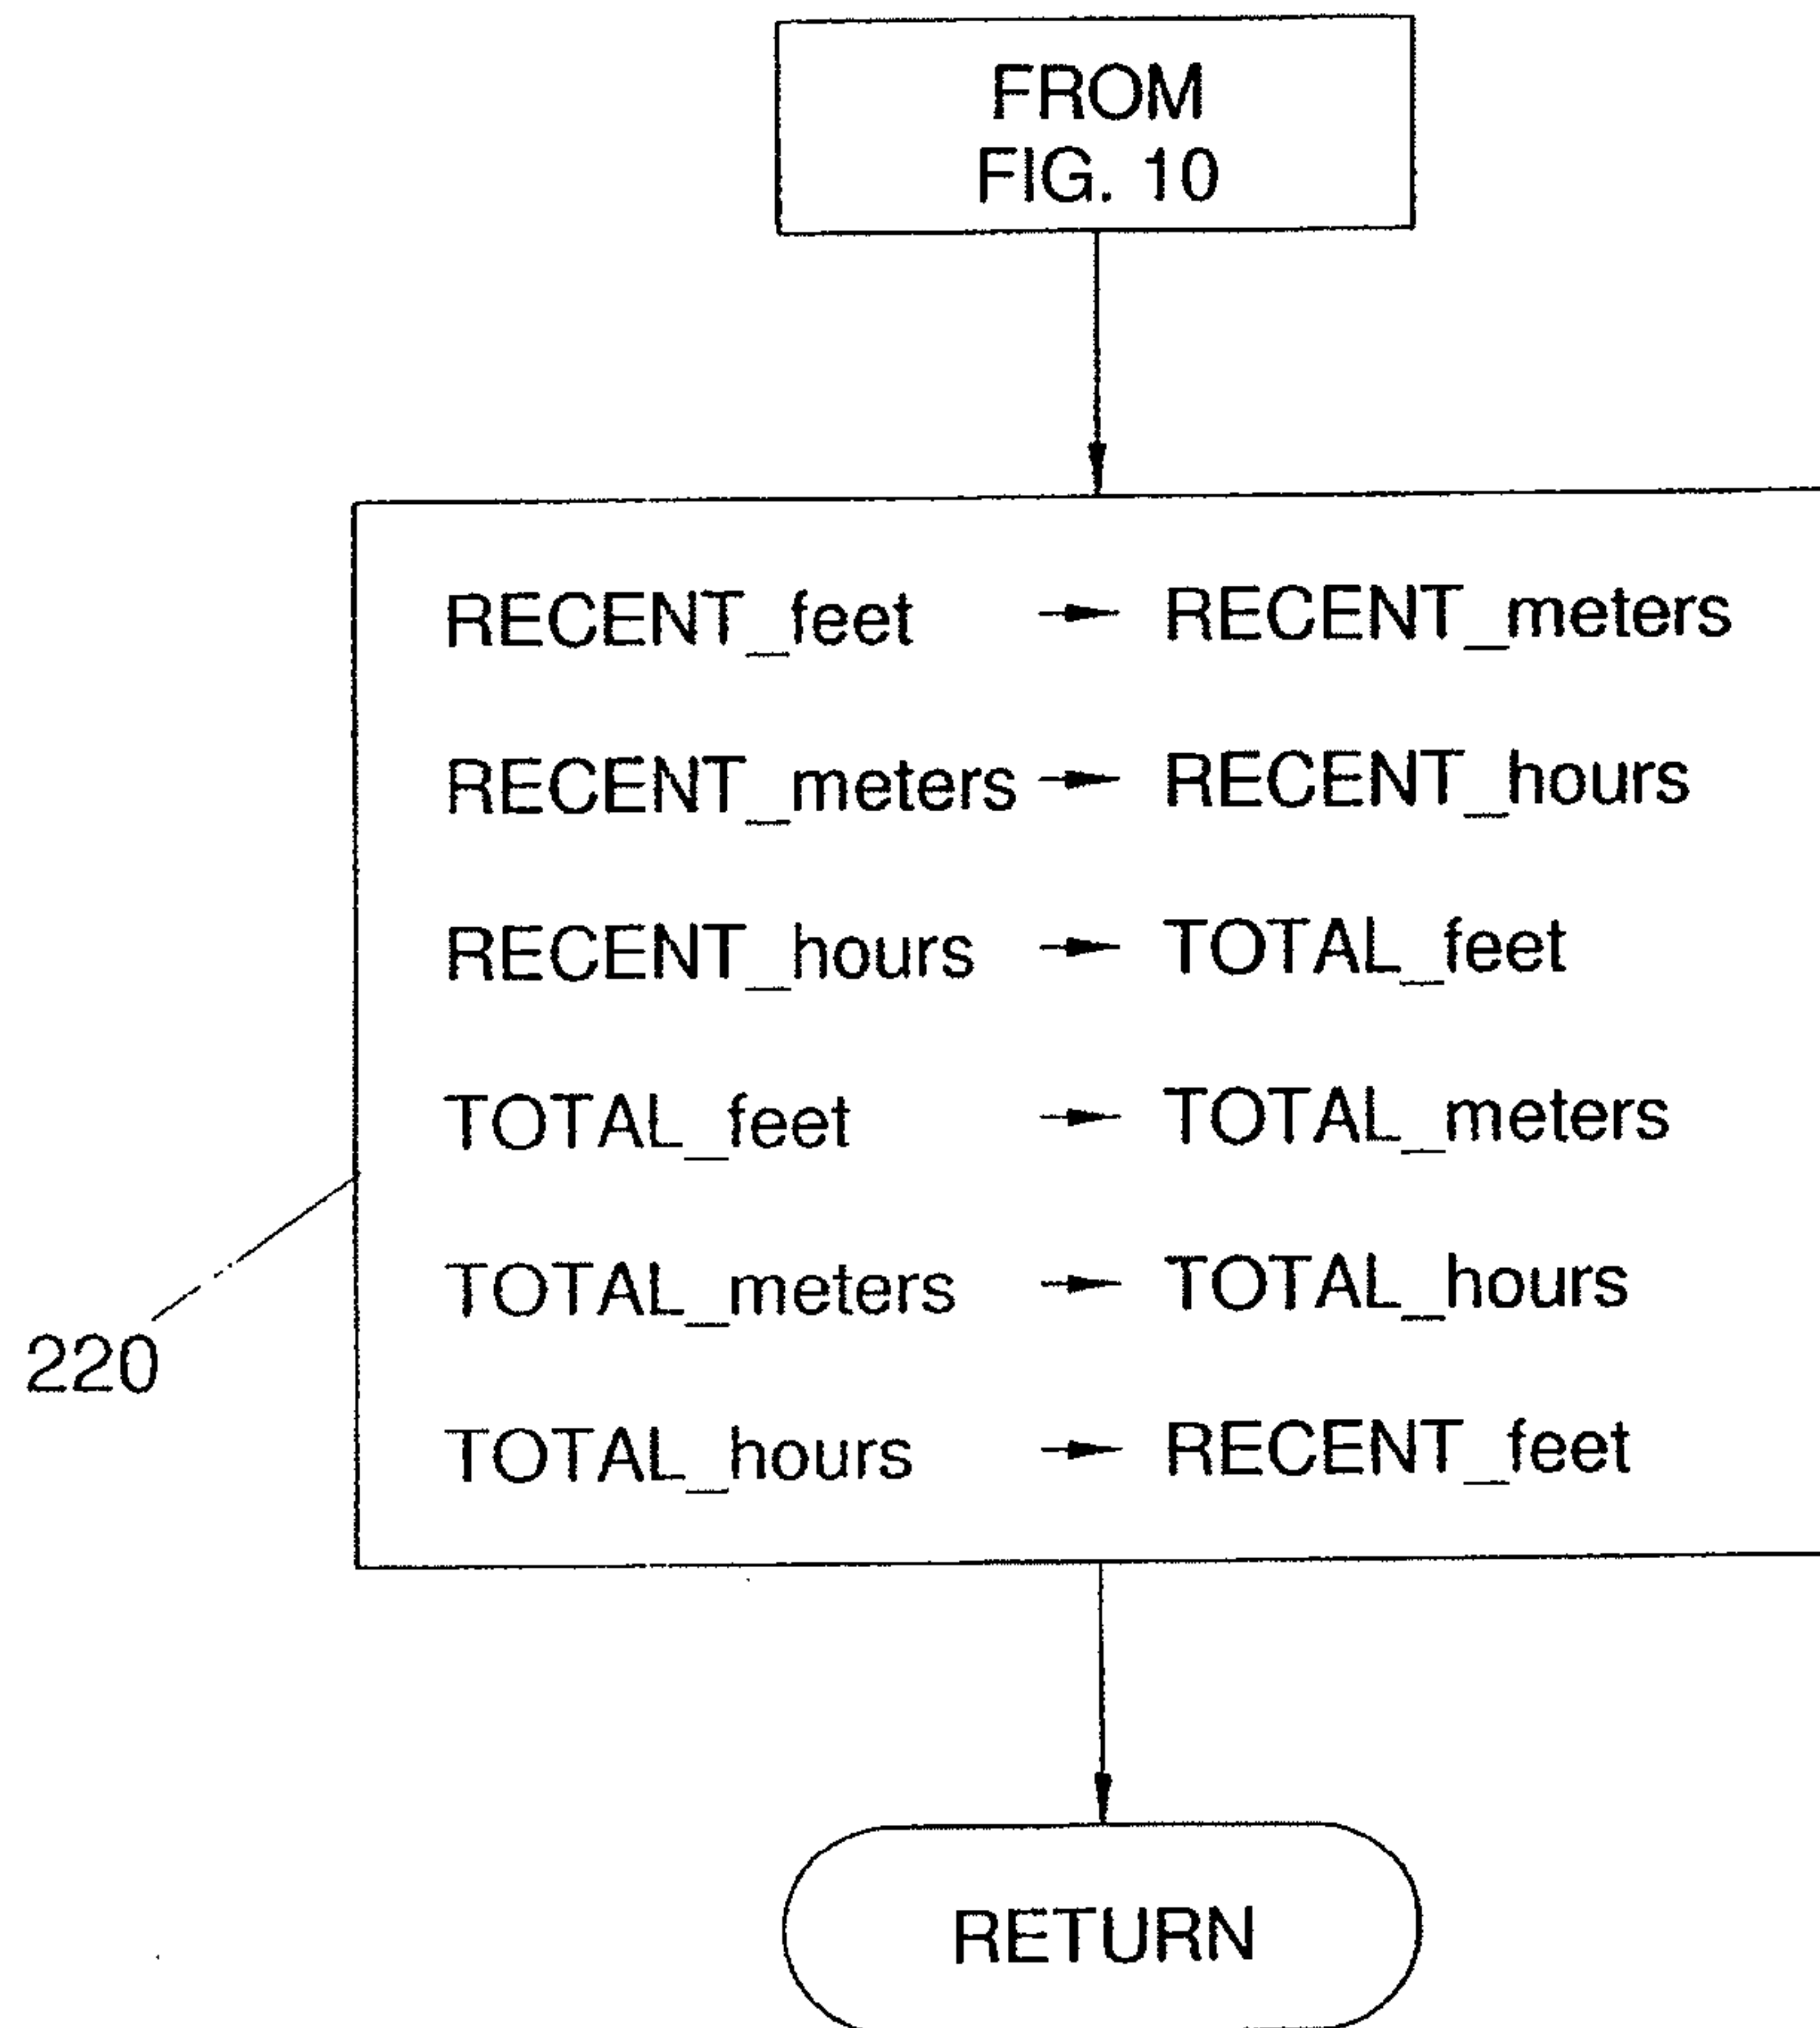 FROM
FIG. 10
RECENT_feet → RECENT_meters
RECENT_meters → RECENT_hours
RECENT_hours → TOTAL_feet
TOTAL_feet → TOTAL_meters
TOTAL_meters → TOTAL_hours
220
TOTAL_hours → RECENT_feet
RETURN